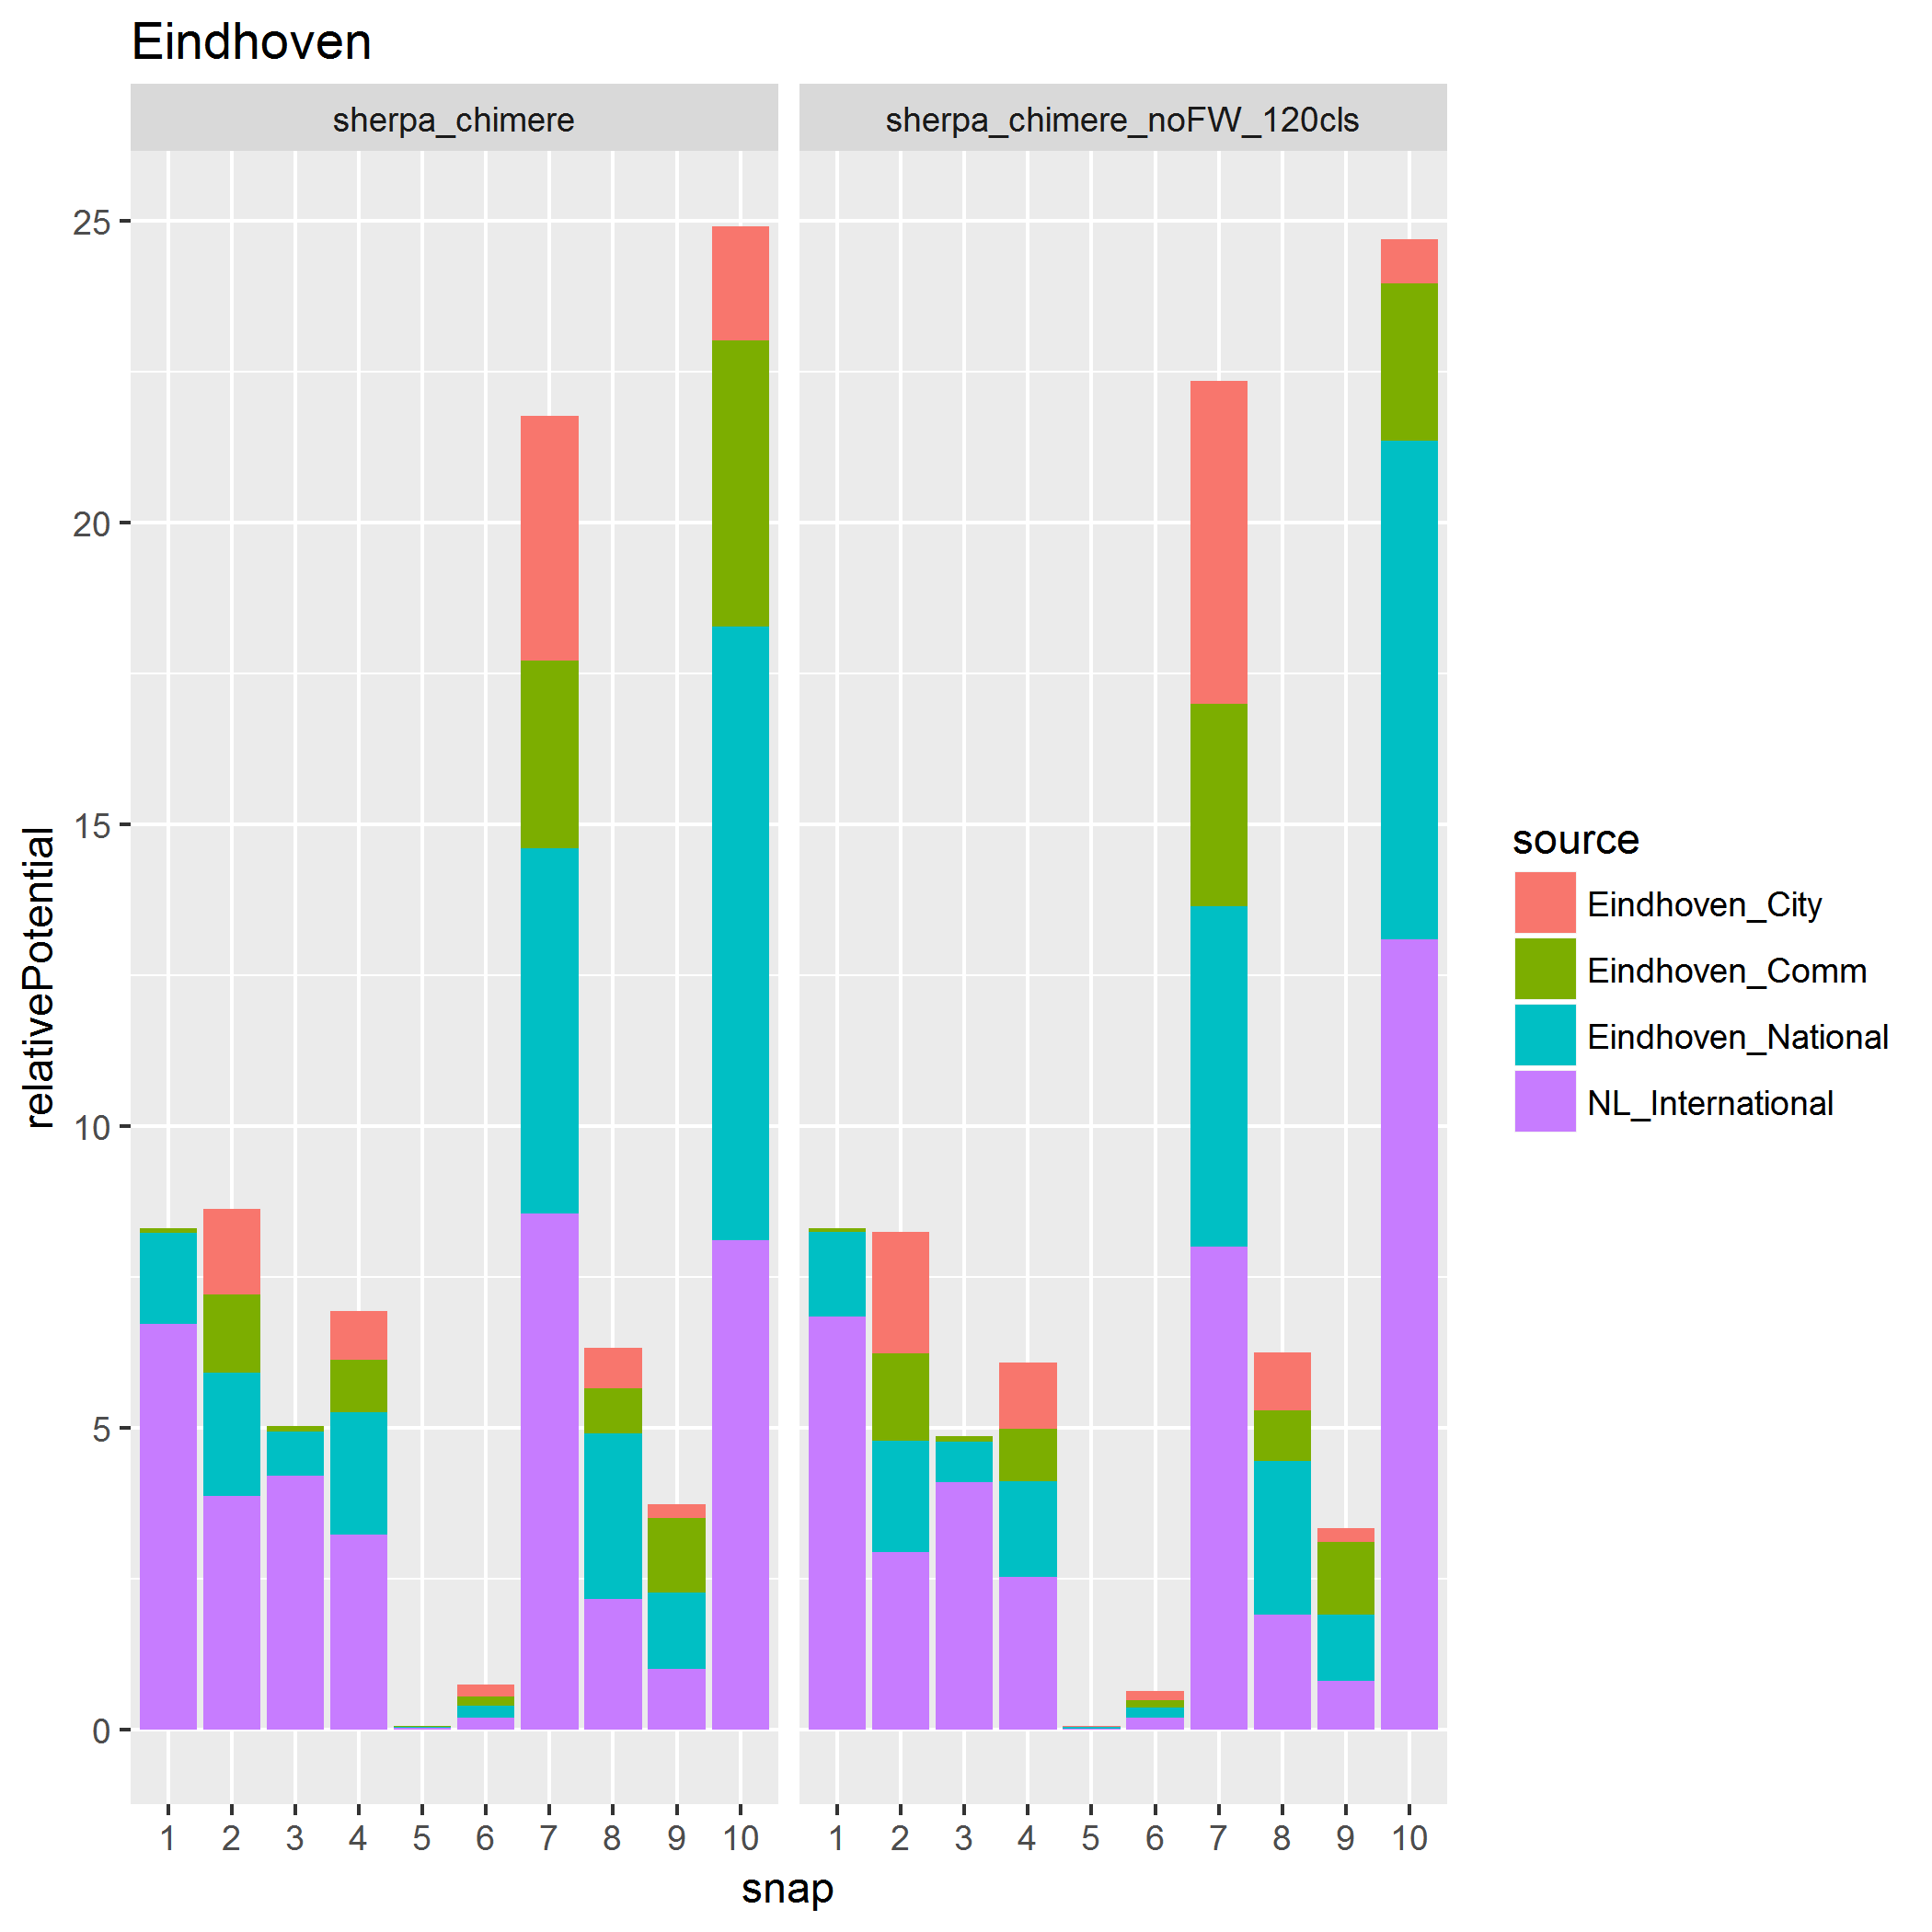 Eindhoven
sherpa_chimere
sherpa_chimere_noFW_120cls
25
20
15
10
5
0
relativePotential
1 2 3 4 5 6 7 8 9 10
1 2 3 4 5 6 7 8 9 10
snap
source
Eindhoven_City
Eindhoven_Comm
Eindhoven_National
NL_International